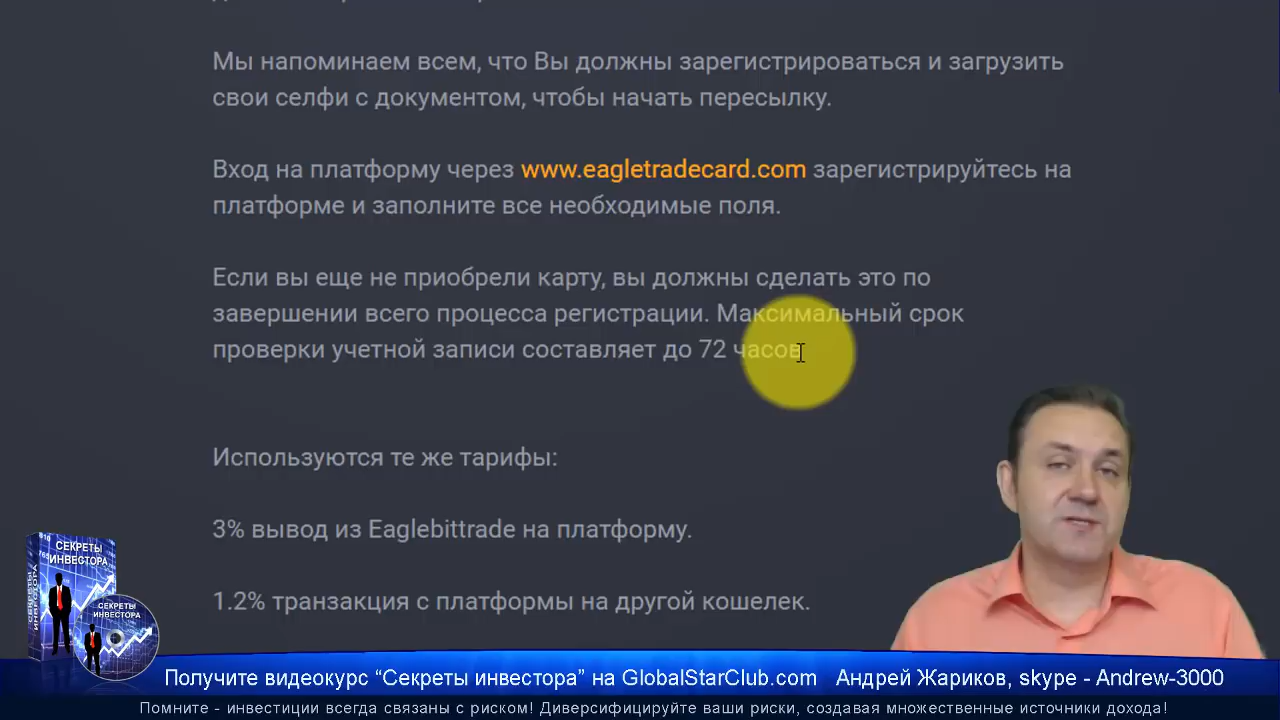 Мы напоминаем всем, что Вы должны зарегистрироваться и загрузить
свои селфи с документом, чтобы начать пересылку.
Вход на платформу через www.eagletradecard.com зарегистрируйтесь на
платформе и заполните все необходимые поля.
Если вы еще не приобрели карту, вы должны сделать это по
завершении всего процесса регистрации. Максимальный срок
проверки учетной записи составляет до 72 часов
Используются те же тарифы:
3% вывод из Eaglebittrade на платформу.
1.2% транзакция с платформы на другой кошелек.
СЕКРЕТЫ
ИНВЕСТОРА
СЕКРЕТЫ
ИНВЕСТОРА
СЕКРЕТЫ
ИНВЕСТОРА
Получите видеокурс “Секреты инвестора” на GlobalStarClub.com Андрей Жариков, skype - Andrew-3000
Помните - инвестиции всегда связаны с риском! Диверсифицируйте ваши риски, создавая множественные источники дохода!